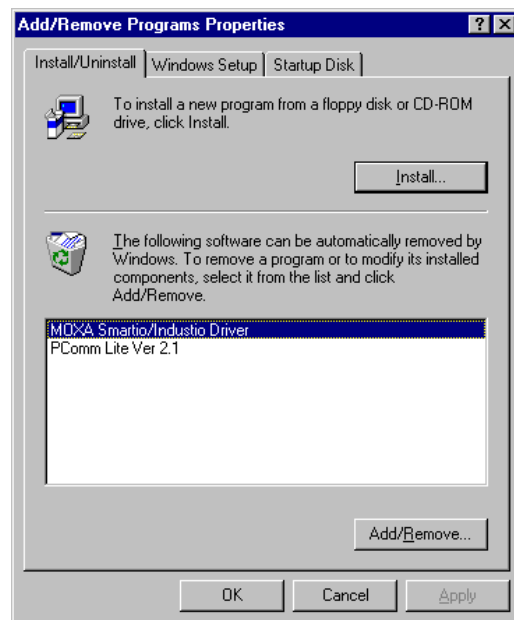 Add/Remove Programs Properties
Install/Uninstall
Windows Setup
Startup Disk
To install a new program from a floppy disk or CD-ROM
drive, click Install.
Install...
The following software can be automatically removed by
Windows. To remove a program or to modify its installed
components, select it from the list and click
Add/Remove.
MOXA Smartio/Industio Driver
PComm Lite Ver 2.1
Add/Remove...
OK
Cancel
Apply